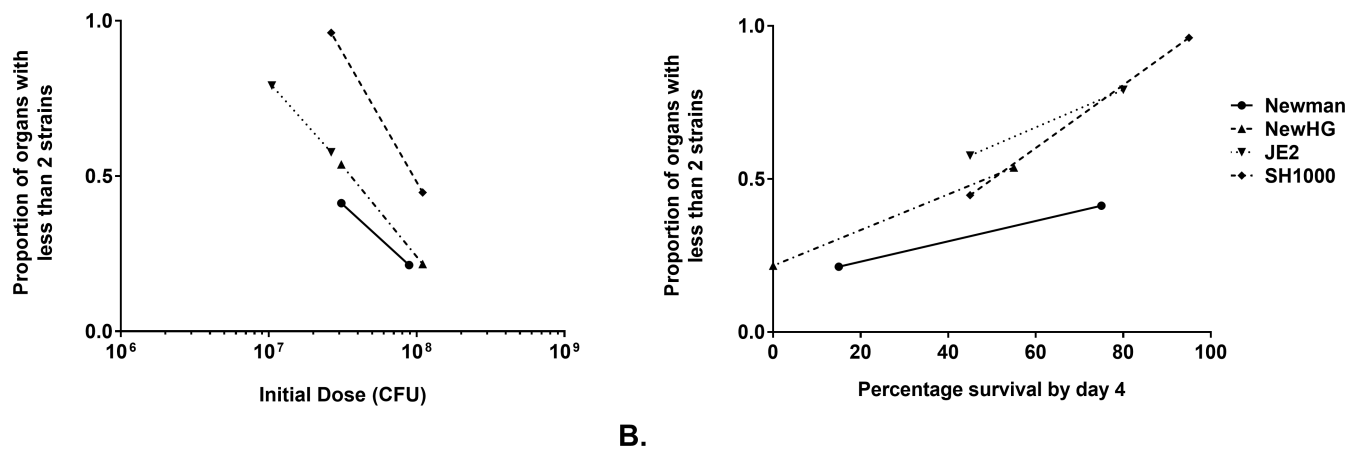 Proportion of organs with
less than 2 strains
1.0
0.5
0.0
10⁶
10⁷
10⁸
10⁹
Initial Dose (CFU)
Proportion of organs with
less than 2 strains
1.0
0.5
0.0
0
20
40
60
80
100
Percentage survival by day 4
Newman
NewHG
JE2
SH1000
B.